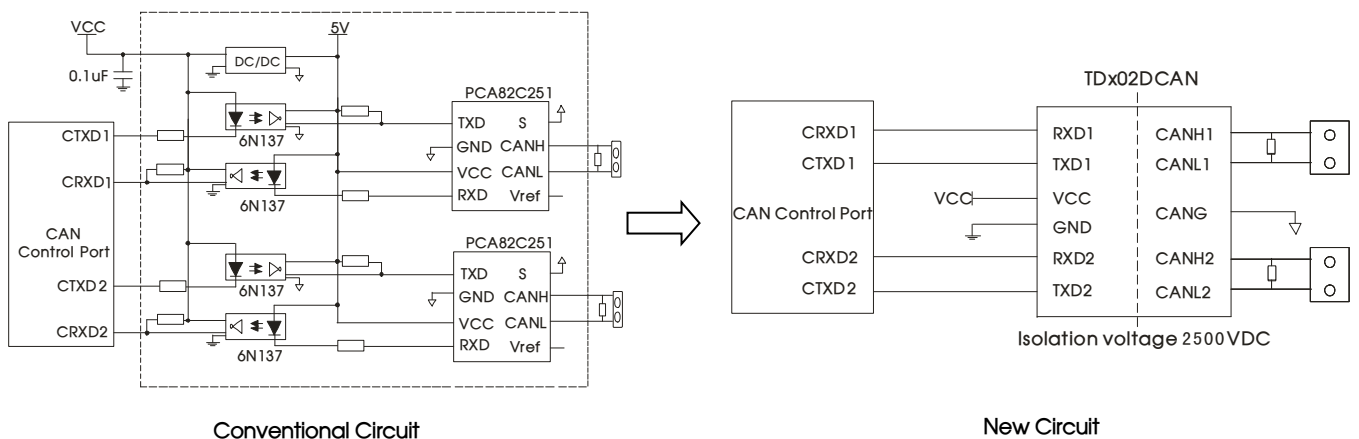 VCC
5V
DC/DC
0.1uF
PCA82C251
TXD
S
GND
CANH
VCC
CANL
RXD
Vref
6N137
6N137
CTXD1
CRXD1
CAN
Control Port
CTXD2
CRXD2
6N137
6N137
PCA82C251
TXD
S
GND
CANH
VCC
CANL
RXD
Vref
Conventional Circuit
TDx02DCAN
CRXD1
CTXD1
CAN Control Port
CRXD2
CTXD2
VCC
RXD1
TXD1
VCC
GND
RXD2
TXD2
CANH1
CANL1
CANG
CANH2
CANL2
Isolation voltage 2500VDC
New Circuit